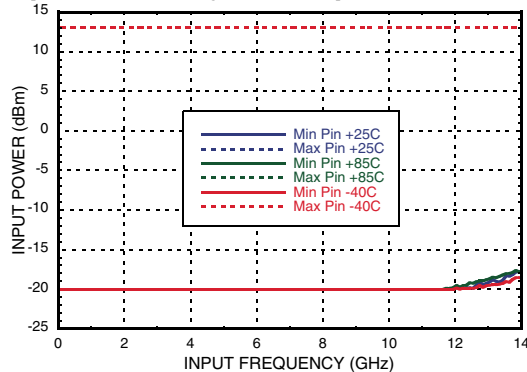 15
10
5
0
-5
-10
-15
-20
-25
INPUT POWER (dBm)
Min Pin +25C
Max Pin +25C
Min Pin +85C
Max Pin +85C
Min Pin -40C
Max Pin -40C
0 2 4 6 8 10 12 14
INPUT FREQUENCY (GHz)